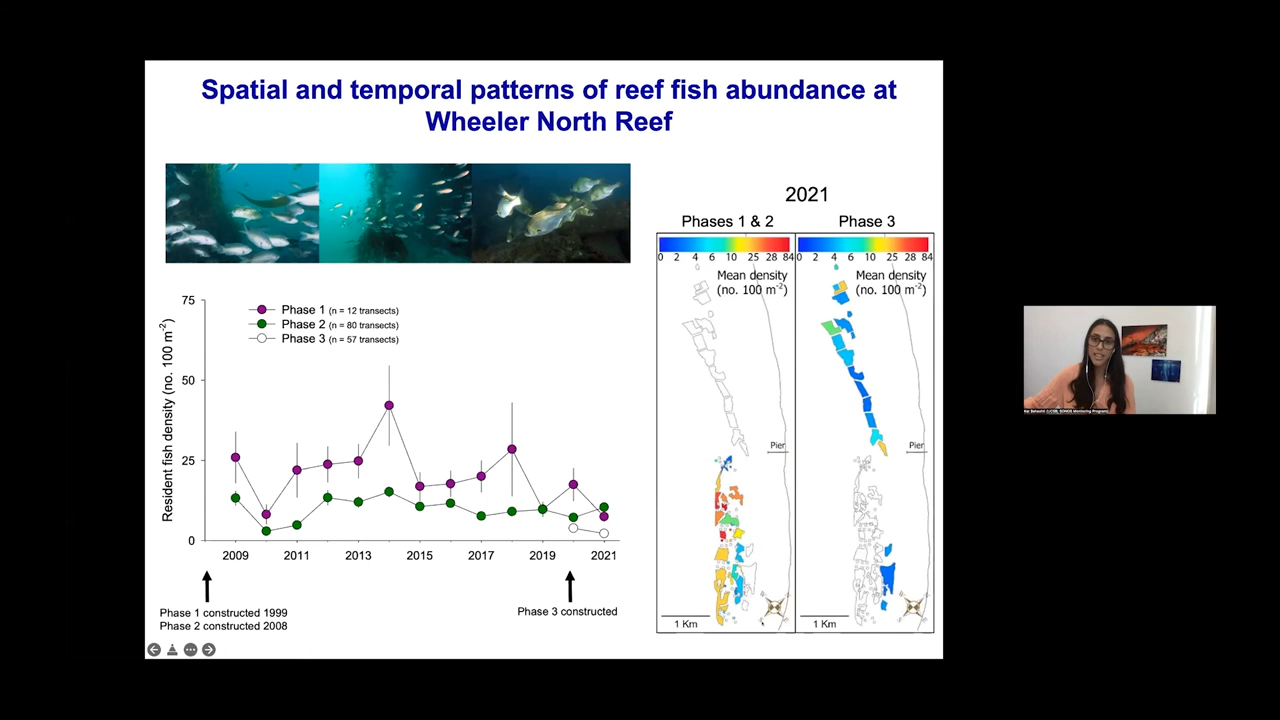 Spatial and temporal patterns of reef fish abundance at
Wheeler North Reef
2021
Phases 1 & 2
Phase 3
0 2 4 6 10 25 28 84
0 2 4 6 10 25 28 84
Mean density
(no. 100 m-2)
Mean density
(no. 100 m-2)
Pier
Pier
1 Km
1 Km
Resident fish density (no. 100 m-2)
75
50
25
0
Phase 1 (n = 12 transects)
Phase 2 (n = 80 transects)
Phase 3 (n = 57 transects)
2009 2011 2013 2015 2017 2019 2021
Phase 1 constructed 1999
Phase 2 constructed 2008
Phase 3 constructed
(UCSB, SONGS Monitoring Program)